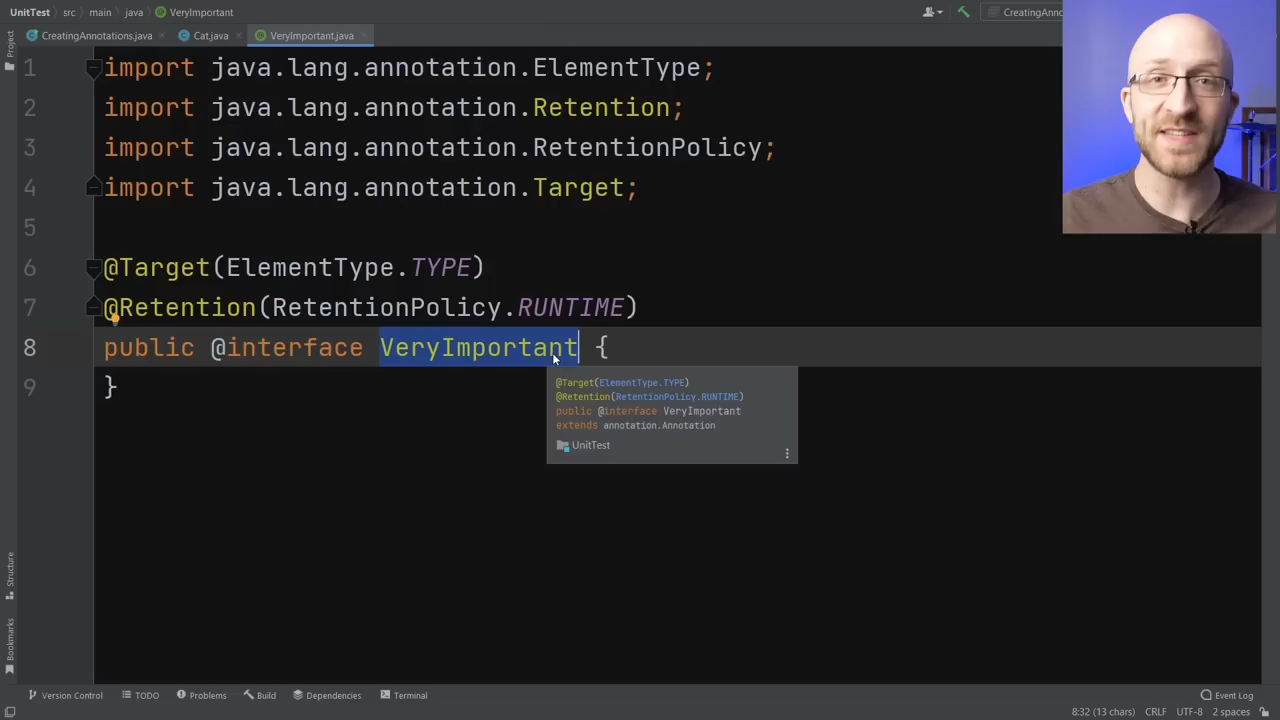 UnitTest › src › main › java › VeryImportant
CreatingAnno
CreatingAnnotations.java × Cat.java × VeryImportant.java ×
Project
1 import java.lang.annotation.ElementType;
2 import java.lang.annotation.Retention;
3 import java.lang.annotation.RetentionPolicy;
4 import java.lang.annotation.Target;
5
6 @Target(ElementType.TYPE)
7 @Retention(RetentionPolicy.RUNTIME)
8 public @interface VeryImportant {
9 }
@Target(ElementType.TYPE)
@Retention(RetentionPolicy.RUNTIME)
public @interface VeryImportant
extends annotation.Annotation
UnitTest
Structure
Bookmarks
Version Control TODO Problems Build Dependencies Terminal Event Log
8:32 (13 chars) CRLF UTF-8 2 spaces